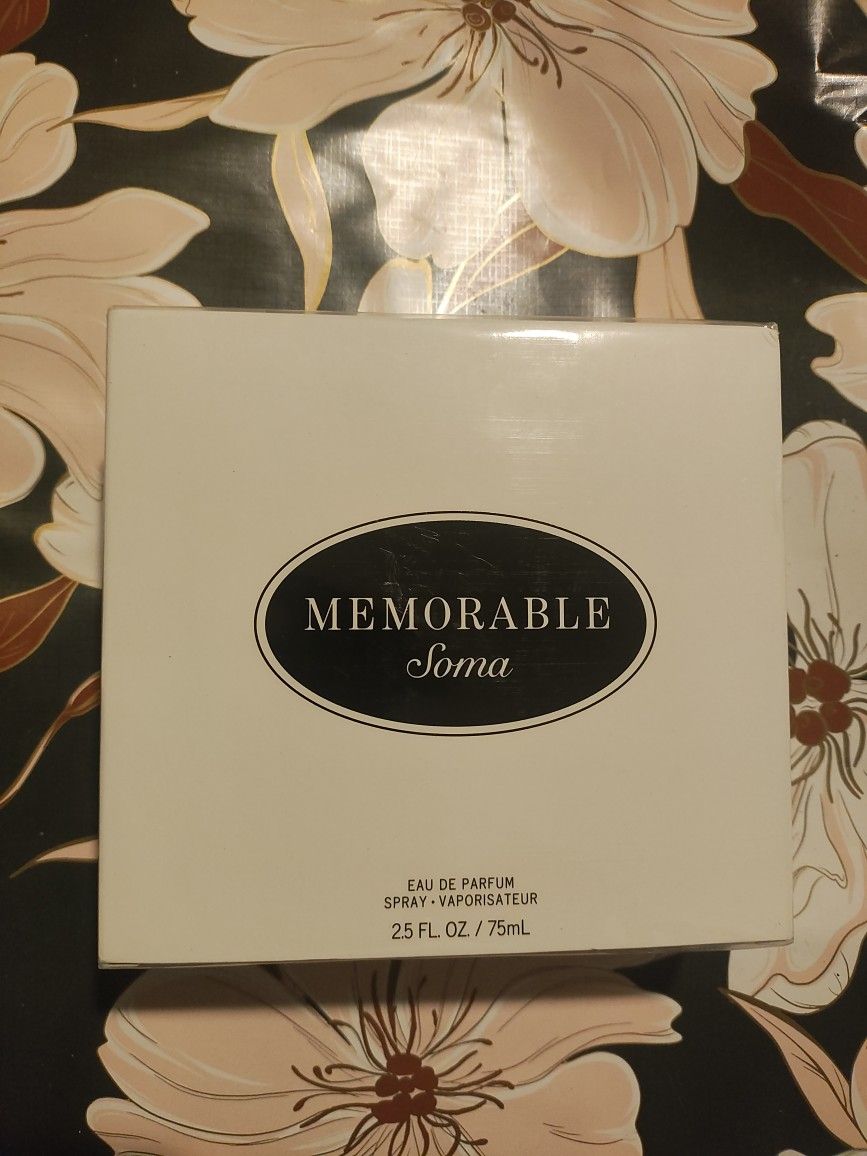 MEMORABLE
Soma
EAU DE PARFUM
SPRAY • VAPORISATEUR
2.5 FL. OZ. / 75mL